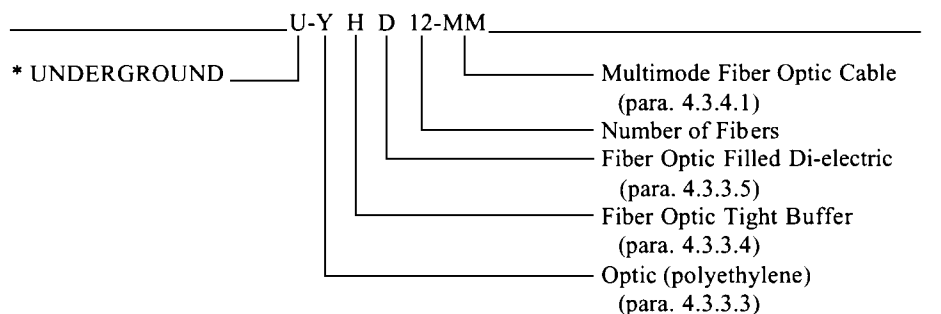 U-Y H D 12-MM
* UNDERGROUND
Multimode Fiber Optic Cable
(para. 4.3.4.1)
Number of Fibers
Fiber Optic Filled Di-electric
(para. 4.3.3.5)
Fiber Optic Tight Buffer
(para. 4.3.3.4)
Optic (polyethylene)
(para. 4.3.3.3)